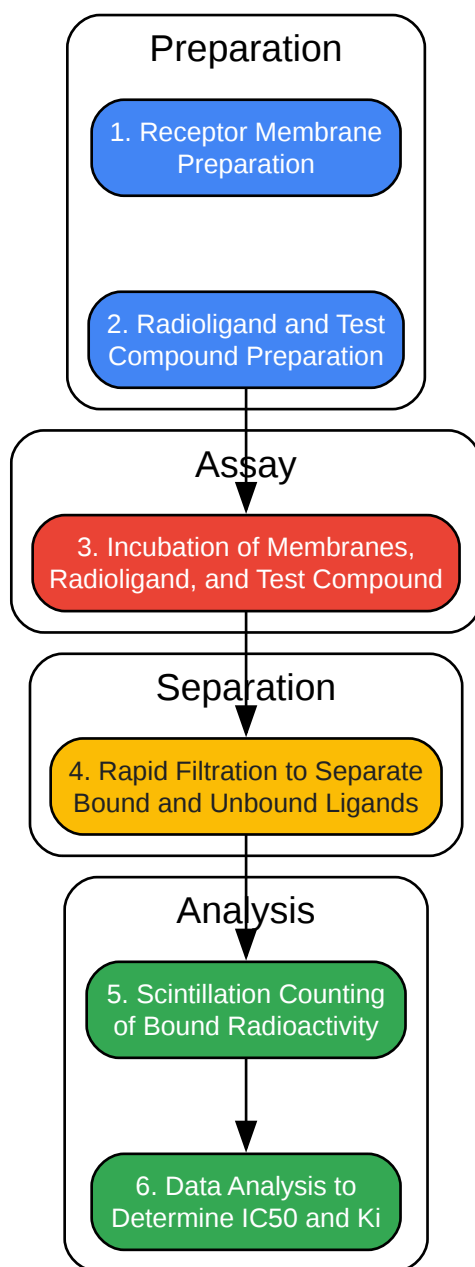 Preparation
1. Receptor Membrane
Preparation
2. Radioligand and Test
Compound Preparation
Assay
3. Incubation of Membranes,
Radioligand, and Test Compound
Separation
4. Rapid Filtration to Separate
Bound and Unbound Ligands
Analysis
5. Scintillation Counting
of Bound Radioactivity
6. Data Analysis to
Determine IC50 and Ki